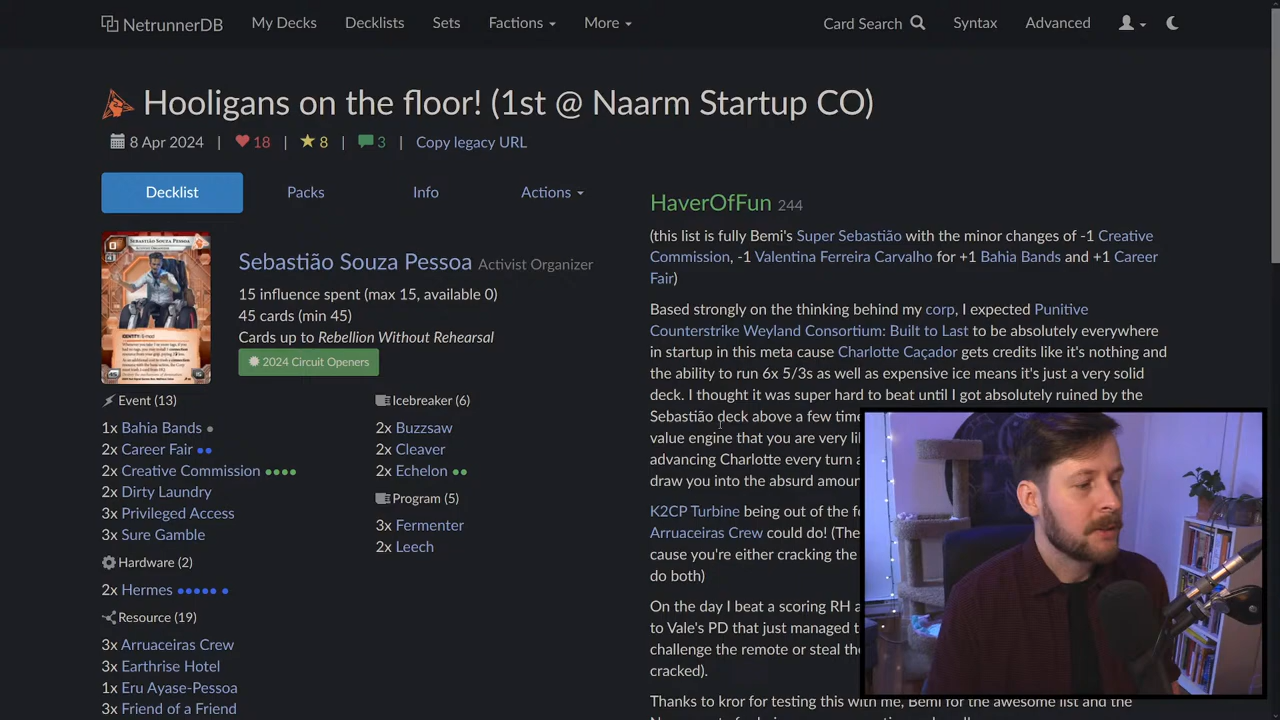 NetrunnerDB My Decks Decklists Sets Factions More Card Search Syntax Advanced
Hooligans on the floor! (1st @ Naarm Startup CO)
8 Apr 2024 | 18 | 8 | 3 | Copy legacy URL
Decklist Packs Info Actions
SEBASTIÃO SOUZA PESSOA
Sebastião Souza Pessoa Activist Organizer
15 influence spent (max 15, available 0)
45 cards (min 45)
Cards up to Rebellion Without Rehearsal
2024 Circuit Openers
Event (13)
1x Bahia Bands
2x Career Fair
2x Creative Commission
2x Dirty Laundry
3x Privileged Access
3x Sure Gamble
Hardware (2)
2x Hermes
Resource (19)
3x Arruaceiras Crew
3x Earthrise Hotel
1x Eru Ayase-Pessoa
3x Friend of a Friend
Icebreaker (6)
2x Buzzsaw
2x Cleaver
2x Echelon
Program (5)
3x Fermenter
2x Leech
HaverOfFun 244
(this list is fully Bemi's Super Sebastião with the minor changes of -1 Creative
Commission, -1 Valentina Ferreira Carvalho for +1 Bahia Bands and +1 Career
Fair)
Based strongly on the thinking behind my corp, I expected Punitive
Counterstrike Weyland Consortium: Built to Last to be absolutely everywhere
in startup in this meta cause Charlotte Caçador gets credits like it's nothing and
the ability to run 6x 5/3s as well as expensive ice means it's just a very solid
deck. I thought it was super hard to beat until I got absolutely ruined by the
Sebastião deck above a few time
value engine that you are very
advancing Charlotte every turn
draw you into the absurd amou
K2CP Turbine being out of the
Arruaceiras Crew could do! (The
cause you're either cracking the
do both)
On the day I beat a scoring RH
to Vale's PD that just managed
challenge the remote or steal the
cracked).
Thanks to kror for testing this with me, Bemi for the awesome list and the